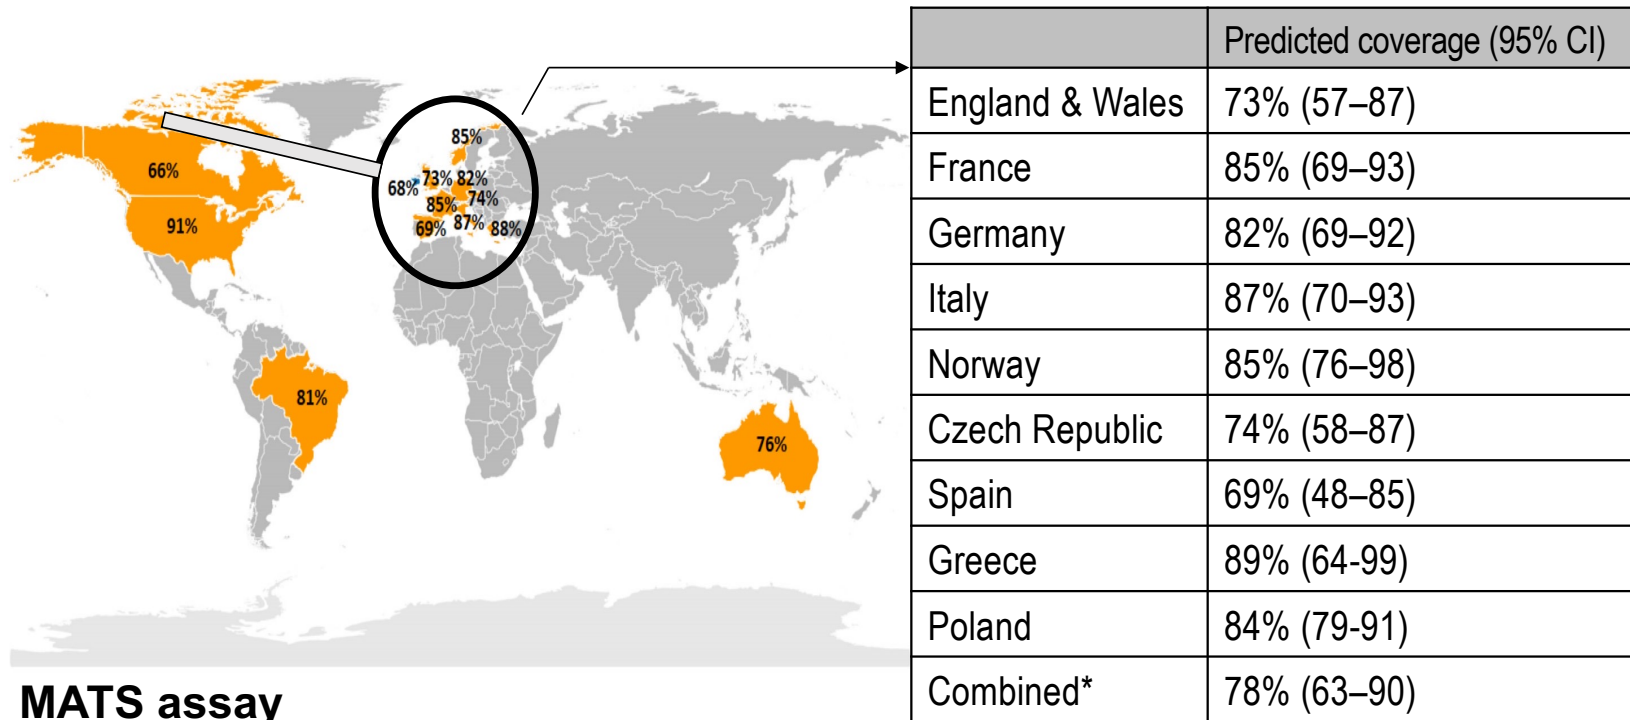 Predicted coverage (95% CI)
England & Wales 73% (57–87)
France 85% (69–93)
Germany 82% (69–92)
Italy 87% (70–93)
Norway 85% (76–98)
Czech Republic 74% (58–87)
Spain 69% (48–85)
Greece 89% (64-99)
Poland 84% (79-91)
Combined* 78% (63–90)
85%
66%
68% 73% 82%
74%
85%
91%
69% 87% 88%
81%
76%
MATS assay